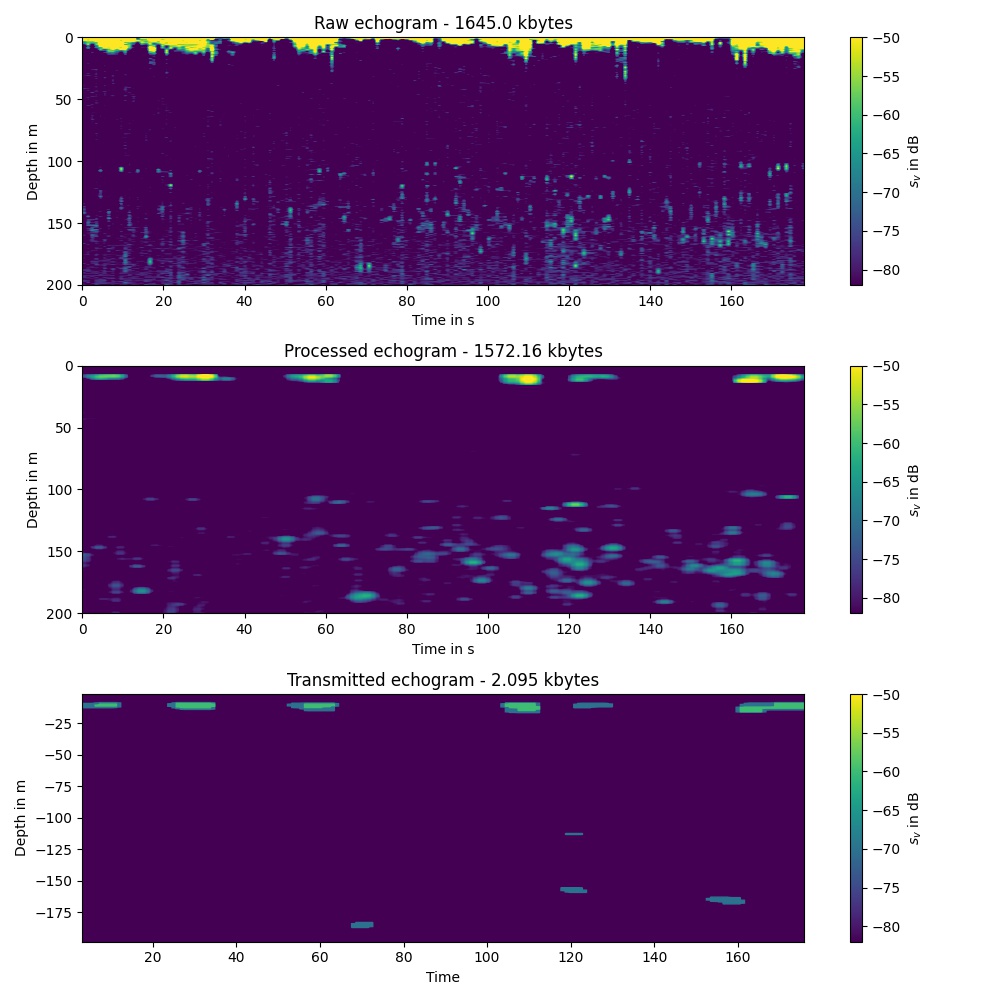 Raw echogram - 1645.0 kbytes
0
50
100
150
200
Depth in m
0 20 40 60 80 100 120 140 160
Time in s
−50
−55
−60
−65
−70
−75
−80
sv in dB
Processed echogram - 1572.16 kbytes
0
50
100
150
200
Depth in m
0 20 40 60 80 100 120 140 160
Time in s
−50
−55
−60
−65
−70
−75
−80
sv in dB
Transmitted echogram - 2.095 kbytes
−25
−50
−75
−100
−125
−150
−175
Depth in m
20 40 60 80 100 120 140 160
Time
−50
−55
−60
−65
−70
−75
−80
sv in dB